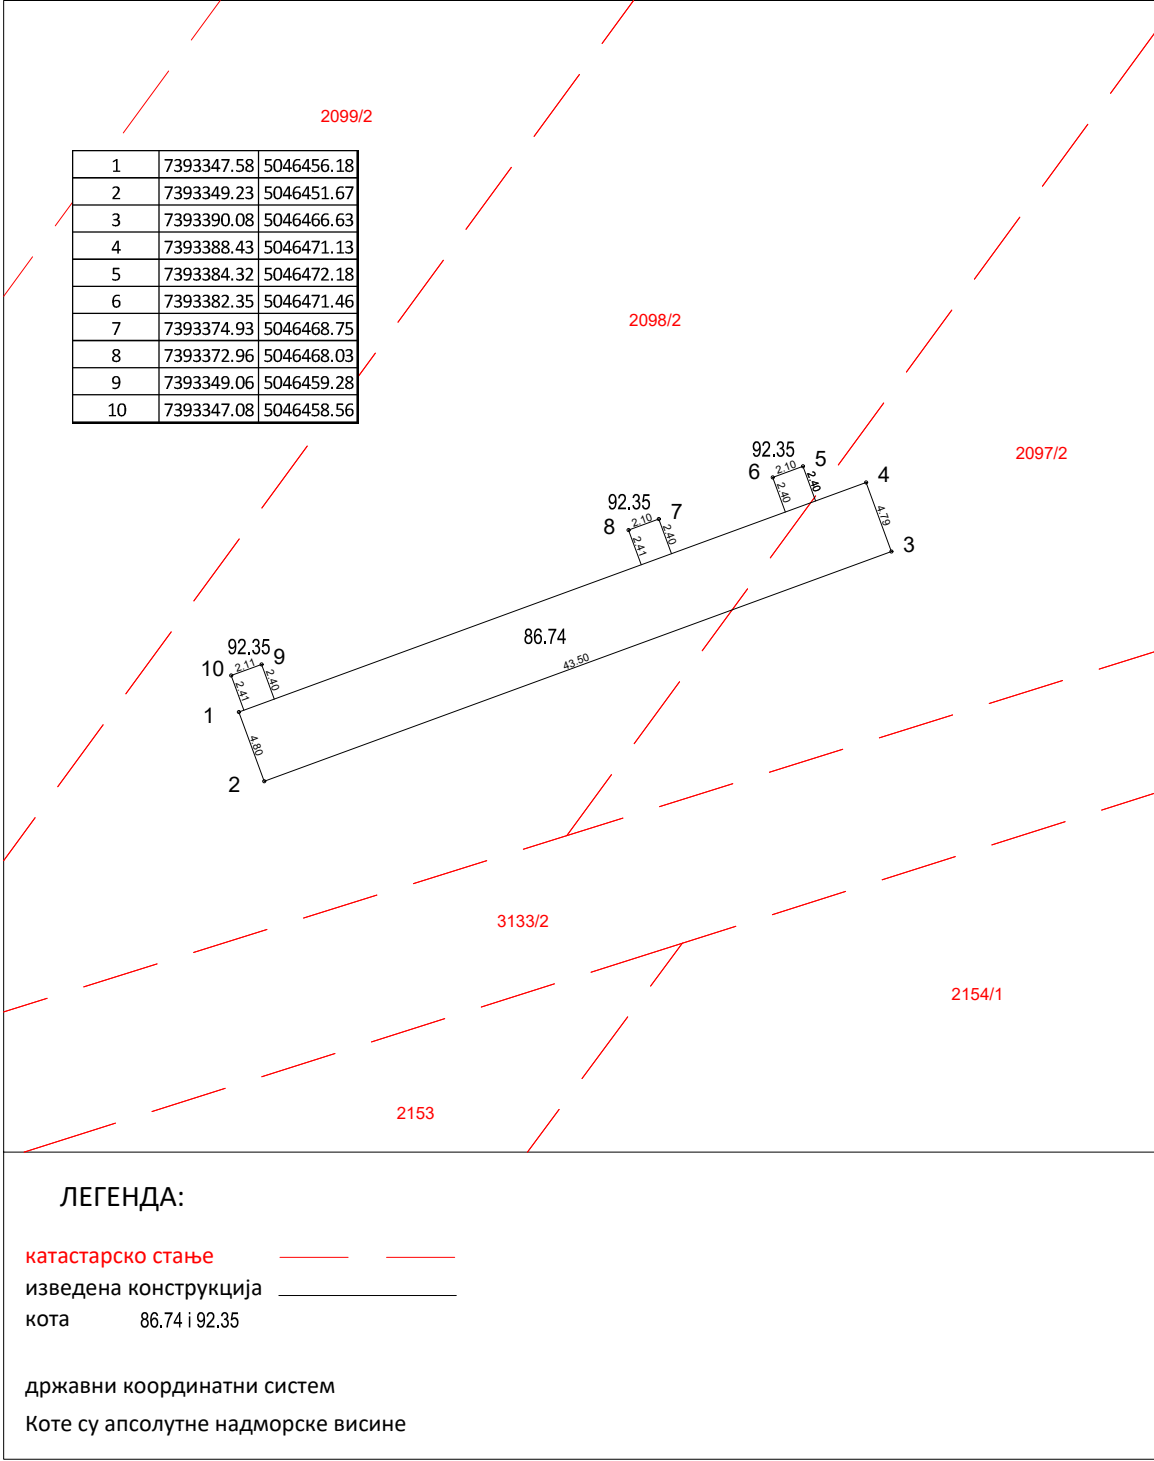 2099/2
1 7393347.58 5046456.18
2 7393349.23 5046451.67
3 7393390.08 5046466.63
4 7393388.43 5046471.13
5 7393384.32 5046472.18
6 7393382.35 5046471.46
7 7393374.93 5046468.75
8 7393372.96 5046468.03
9 7393349.06 5046459.28
10 7393347.08 5046458.56
2098/2
2097/2
92.35
6 2.10 5
2.40 2.40
4
4.79
3
92.35
8 2.10 7
2.41 2.40
86.74
43.50
92.35
10 2.11 9
2.41 2.40
1
4.80
2
3133/2
2154/1
2153
ЛЕГЕНДА:
катастарско стање
изведена конструкција
кота 86.74 i 92.35
државни координатни систем
Коте су апсолутне надморске висине